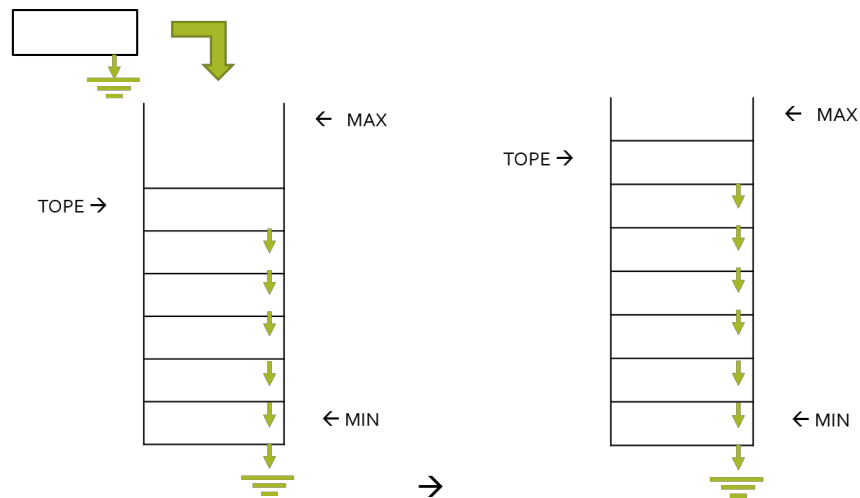 ← MAX
TOPE →
← MIN
→
← MAX
TOPE →
← MIN